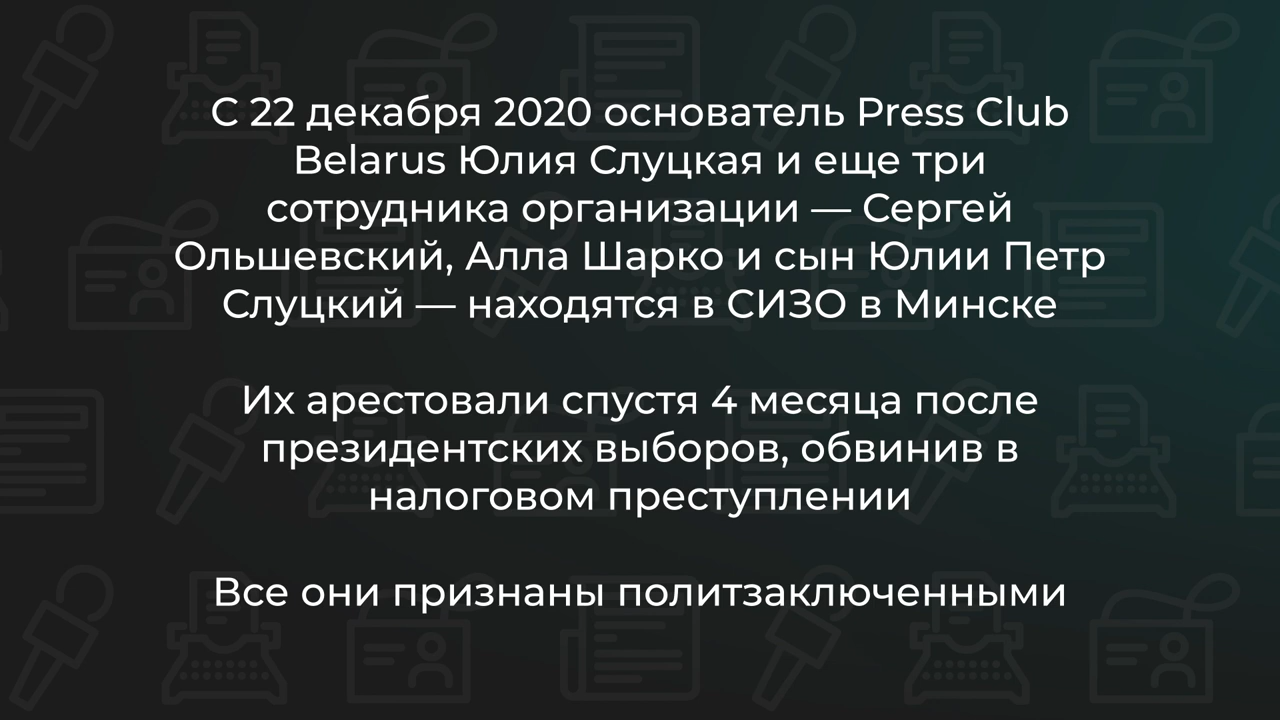 С 22 декабря 2020 основатель Press Club
Belarus Юлия Слуцкая и еще три
сотрудника организации — Сергей
Ольшевский, Алла Шарко и сын Юлии Петр
Слуцкий — находятся в СИЗО в Минске
Их арестовали спустя 4 месяца после
президентских выборов, обвинив в
налоговом преступлении
Все они признаны политзаключенными